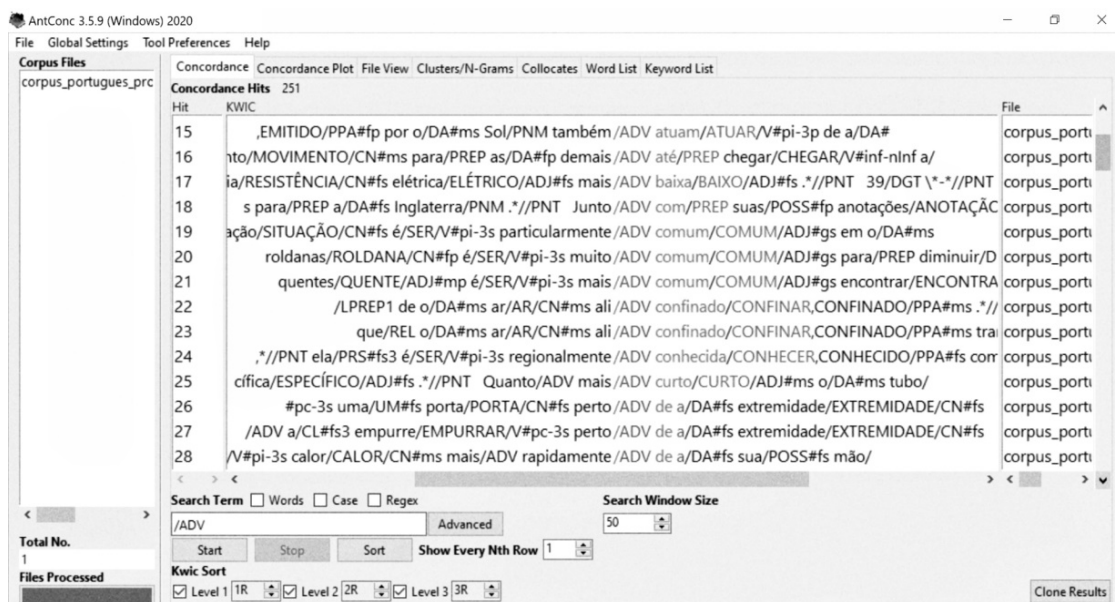 AntConc 3.5.9 (Windows) 2020
File Global Settings Tool Preferences Help
Corpus Files
corpus_portugues_prc
Concordance Concordance Plot File View Clusters/N-Grams Collocates Word List Keyword List
Concordance Hits 251
Hit KWIC File
15 ,EMITIDO/PPA#fp por o/DA#ms Sol/PNM também/ADV atuam/ATUAR/V#pi-3p de a/DA# corpus_portu
16 nto/MOVIMENTO/CN#ms para/PREP as/DA#fp demais/ADV até/PREP chegar/CHEGAR/V#inf-nInf a/ corpus_portu
17 ia/RESISTÊNCIA/CN#fs elétrica/ELÉTRICO/ADJ#fs mais/ADV baixa/BAIXO/ADJ#fs .*//PNT 39/DGT \*-*//PNT corpus_portu
18 s para/PREP a/DA#fs Inglaterra/PNM .*//PNT Junto/ADV com/PREP suas/POSS#fp anotações/ANOTAÇÃO corpus_portu
19 ação/SITUAÇÃO/CN#fs é/SER/V#pi-3s particularmente/ADV comum/COMUM/ADJ#gs em o/DA#ms corpus_portu
20 roldanas/ROLDANA/CN#fp é/SER/V#pi-3s muito/ADV comum/COMUM/ADJ#gs para/PREP diminuir/D corpus_portu
21 quentes/QUENTE/ADJ#mp é/SER/V#pi-3s mais/ADV comum/COMUM/ADJ#gs encontrar/ENCONTRA corpus_portu
22 /LPREP1 de o/DA#ms ar/AR/CN#ms ali/ADV confinado/CONFINAR,CONFINADO/PPA#ms .*// corpus_portu
23 que/REL o/DA#ms ar/AR/CN#ms ali/ADV confinado/CONFINAR,CONFINADO/PPA#ms tra corpus_portu
24 ,*//PNT ela/PRS#fs3 é/SER/V#pi-3s regionalmente/ADV conhecida/CONHECER,CONHECIDO/PPA#fs com corpus_portu
25 cífica/ESPECÍFICO/ADJ#fs .*//PNT Quanto/ADV mais/ADV curto/CURTO/ADJ#ms o/DA#ms tubo/ corpus_portu
26 #pc-3s uma/UM#fs porta/PORTA/CN#fs perto/ADV de a/DA#fs extremidade/EXTREMIDADE/CN#fs corpus_portu
27 /ADV a/CL#fs3 empurre/EMPURRAR/V#pc-3s perto/ADV de a/DA#fs extremidade/EXTREMIDADE/CN#fs corpus_portu
28 /V#pi-3s calor/CALOR/CN#ms mais/ADV rapidamente/ADV de a/DA#fs sua/POSS#fs mão/ corpus_portu
Search Term Words Case Regex Search Window Size
/ADV Advanced 50
Total No.
1
Start Stop Sort Show Every Nth Row 1
Files Processed
Kwic Sort
Level 1 1R Level 2 2R Level 3 3R Clone Results